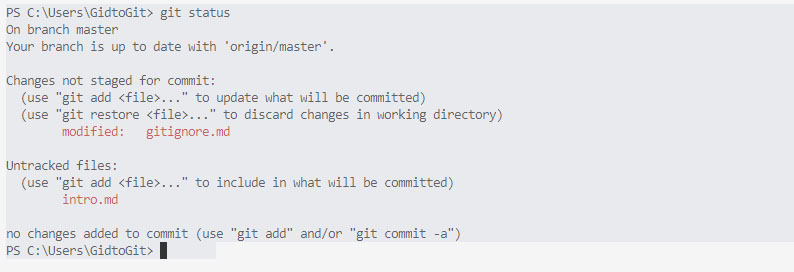 PS C:\Users\GidtoGit> git status
On branch master
Your branch is up to date with 'origin/master'.
Changes not staged for commit:
(use "git add <file>..." to update what will be committed)
(use "git restore <file>..." to discard changes in working directory)
modified: gitignore.md
Untracked files:
(use "git add <file>..." to include in what will be committed)
intro.md
no changes added to commit (use "git add" and/or "git commit -a")
PS C:\Users\GidtoGit>